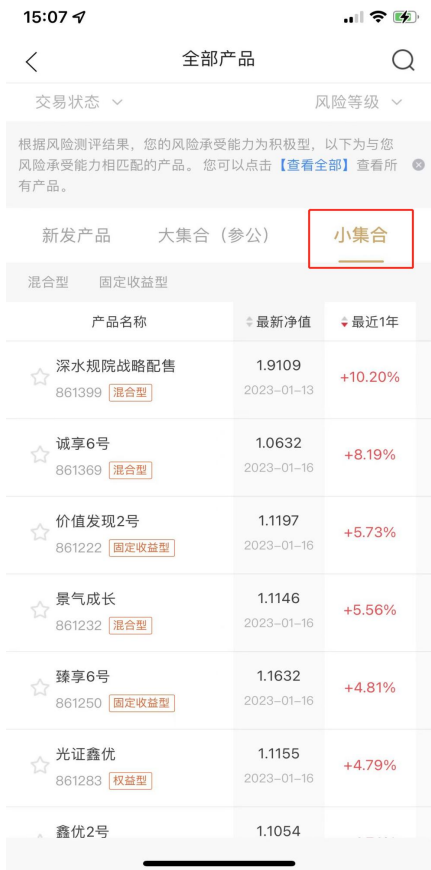 15:07
全部产品
交易状态
风险等级
根据风险测评结果，您的风险承受能力为积极型，以下为与您
风险承受能力相匹配的产品。您可以点击【查看全部】查看所
有产品。
新发产品 大集合（参公） 小集合
混合型 固定收益型
产品名称 最新净值 最近1年
深水规院战略配售 1.9109 +10.20%
861399 混合型 2023-01-13
诚享6号 1.0632 +8.19%
861369 混合型 2023-01-16
价值发现2号 1.1197 +5.73%
861222 固定收益型 2023-01-16
景气成长 1.1146 +5.56%
861232 混合型 2023-01-16
臻享6号 1.1632 +4.81%
861250 固定收益型 2023-01-16
光证鑫优 1.1155 +4.79%
861283 权益型 2023-01-16
鑫优2号 1.1054